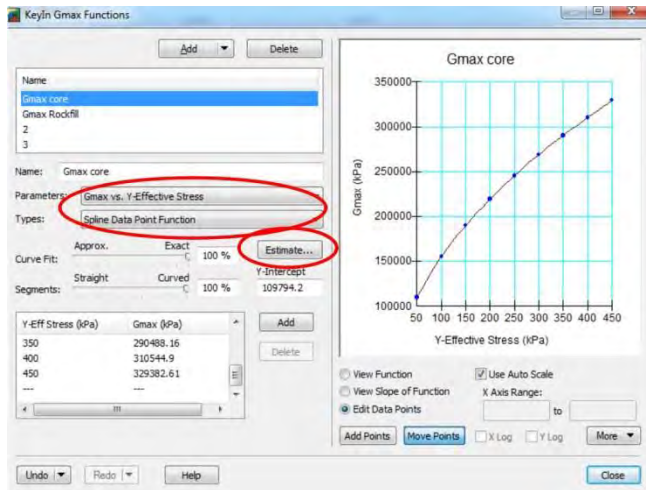 KeyIn Gmax Functions
Add
Delete
Name
Gmax core
Gmax Rockfill
2
3
Name: Gmax core
Parameters: Gmax vs. Y-Effective Stress
Types: Spline Data Point Function
Curve Fit: Approx. Exact 100 %
Estimate...
Segments: Straight Curved 100 %
Y-Intercept
109794.2
Y-Eff Stress (kPa) Gmax (kPa)
350 290488.16
400 310544.9
450 329382.61
--- ---
Add
Delete
Gmax core
Gmax (kPa)
350000
300000
250000
200000
150000
100000
50 100 150 200 250 300 350 400 450
Y-Effective Stress (kPa)
View Function
Use Auto Scale
View Slope of Function
X Axis Range:
Edit Data Points
to
Add Points Move Points X Log Y Log More
Undo Redo Help Close